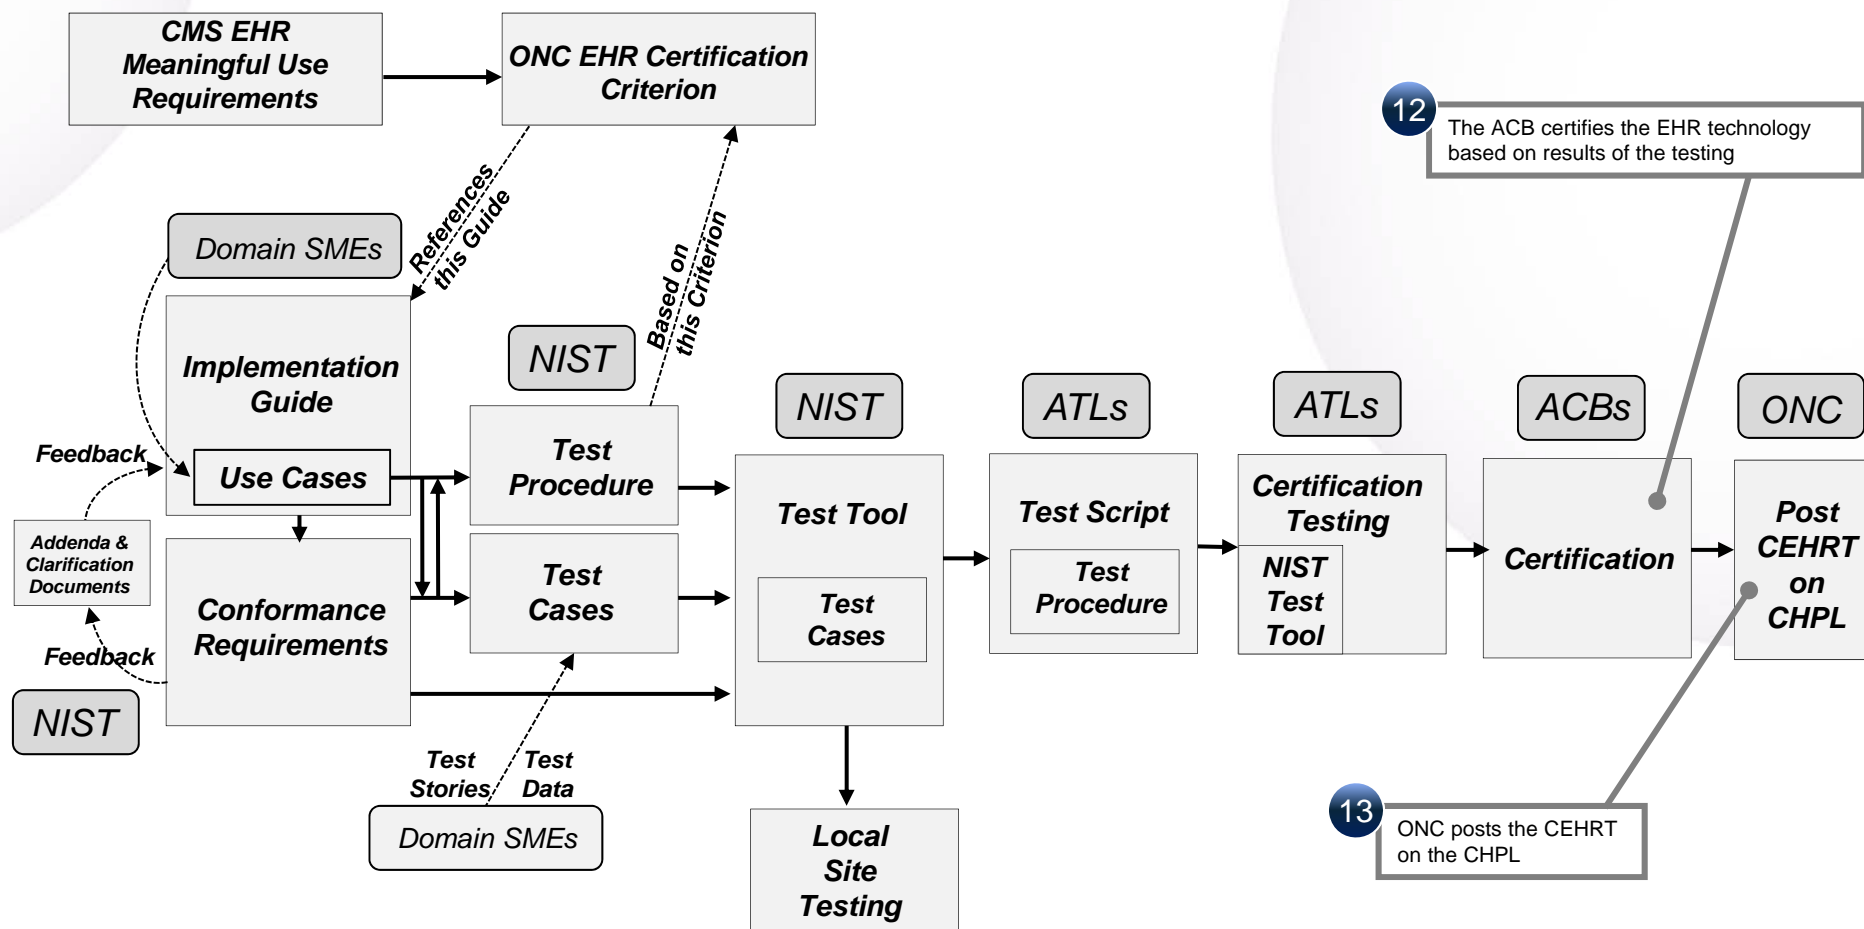 CMS EHR
Meaningful Use
Requirements
ONC EHR Certification
Criterion
12
The ACB certifies the EHR technology
based on results of the testing
References
this Guide
Based on
this Criterion
Domain SMEs
Implementation
Guide
Use Cases
Feedback
Addenda &
Clarification
Documents
Feedback
NIST
Conformance
Requirements
NIST
Test
Procedure
Test
Cases
Test
Stories
Test
Data
Domain SMEs
NIST
Test Tool
Test
Cases
Local
Site
Testing
ATLs
Test Script
Test
Procedure
ATLs
Certification
Testing
NIST
Test
Tool
ACBs
Certification
ONC
Post
CEHRT
on
CHPL
13
ONC posts the CEHRT
on the CHPL